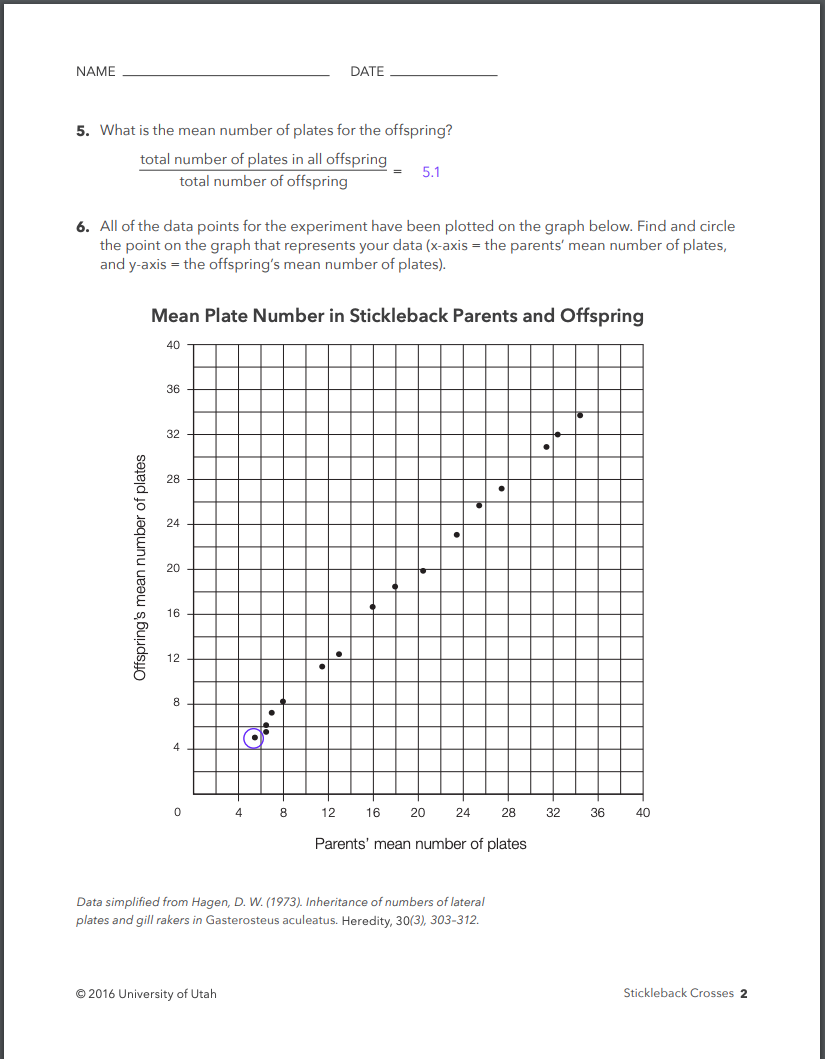 NAME DATE
5. What is the mean number of plates for the offspring?
total number of plates in all offspring
= 5.1
total number of offspring
6. All of the data points for the experiment have been plotted on the graph below. Find and circle
the point on the graph that represents your data (x-axis = the parents’ mean number of plates,
and y-axis = the offspring’s mean number of plates).
Mean Plate Number in Stickleback Parents and Offspring
Offspring’s mean number of plates
40
36
32
28
24
20
16
12
8
4
0 4 8 12 16 20 24 28 32 36 40
Parents’ mean number of plates
Data simplified from Hagen, D. W. (1973). Inheritance of numbers of lateral
plates and gill rakers in Gasterosteus aculeatus. Heredity, 30(3), 303–312.
© 2016 University of Utah
Stickleback Crosses 2